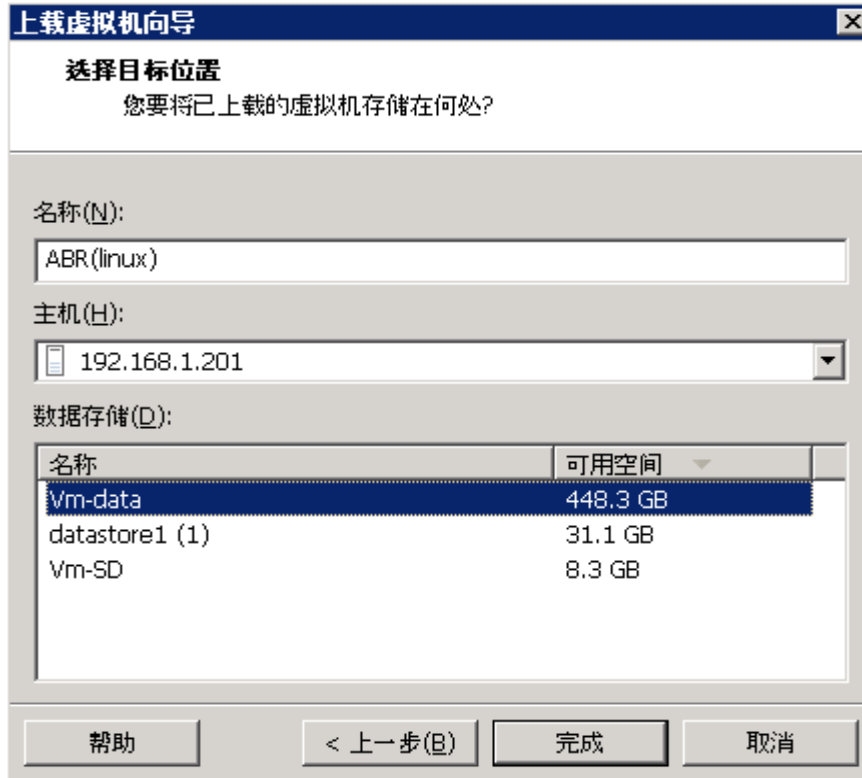 上载虚拟机向导
选择目标位置
您要将已上载的虚拟机存储在何处?
名称(N):
ABR(linux)
主机(H):
192.168.1.201
数据存储(D):
名称 可用空间
Vm-data 448.3 GB
datastore1 (1) 31.1 GB
Vm-SD 8.3 GB
帮助 < 上一步(B) 完成 取消